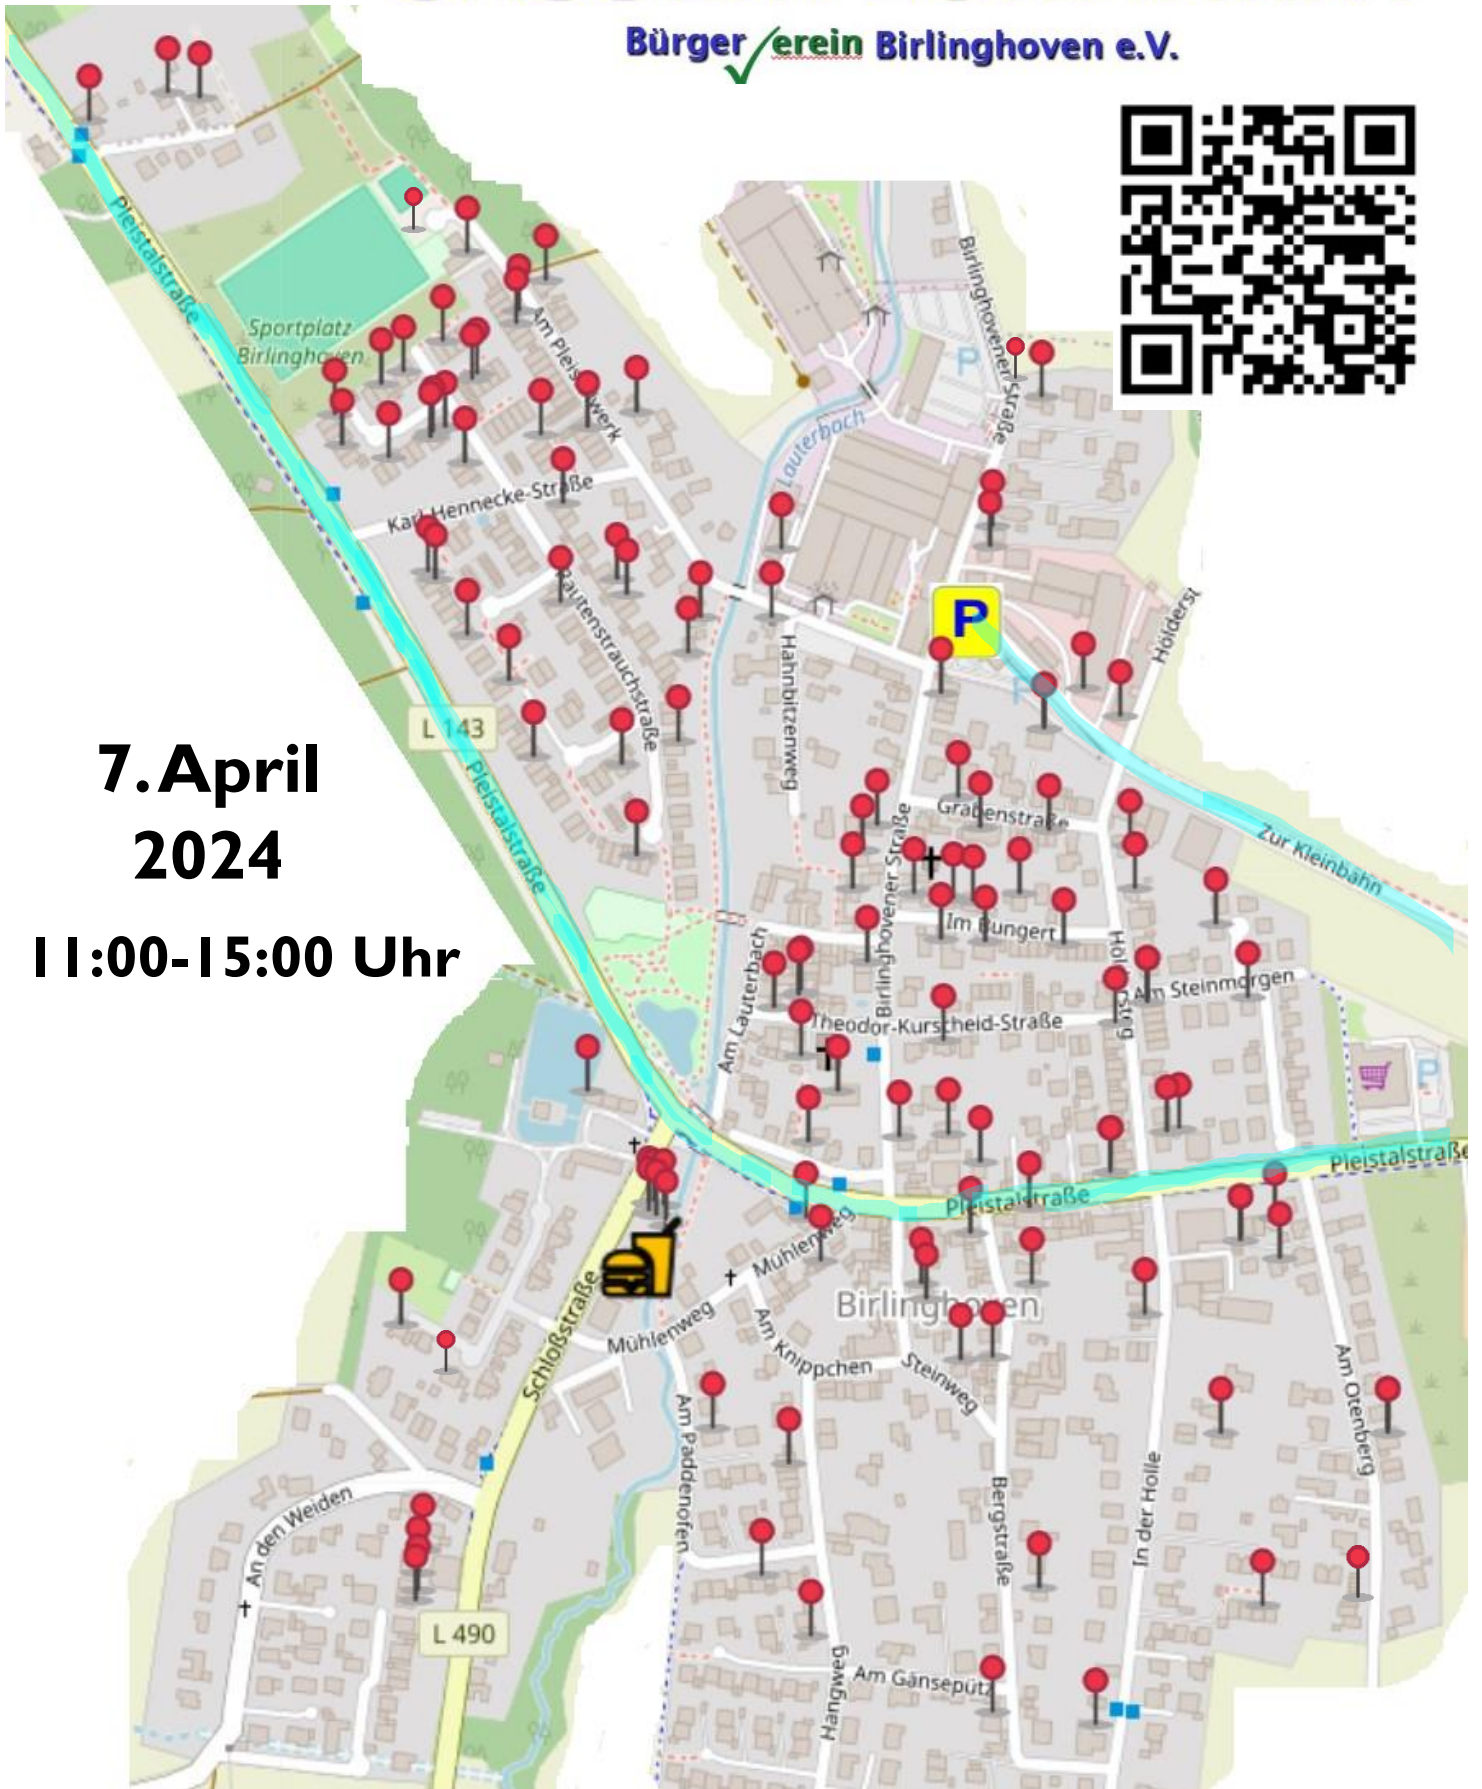 Bürger erein Birlinghoven e.V.
Pleistalstraße
Sportplatz
Birlinghoven
Am Pleiswerk
Birlinghovener Straße
P
Lauterbach
Karl-Hennecke-Straße
Rautenstrauchstraße
P
P
Hahnbitzenweg
Hölderst
L 143
7. April
2024
11:00-15:00 Uhr
Pleistalstraße
Grabenstraße
Zur Kleinbahn
Birlinghovener Straße
Im Bungert
Am Lauterbach
Am Steinmorgen
Theodor-Kurscheid-Straße
P
Pleistalstraße
Pleistalstraße
Mühlenweg
Birlinghoven
Schloßstraße
Mühlenweg
Am Knippchen
Steinweg
Am Otenberg
Am Paddenofen
An den Weiden
Bergstraße
In der Holle
L 490
Am Gänsepütz
Hangweg